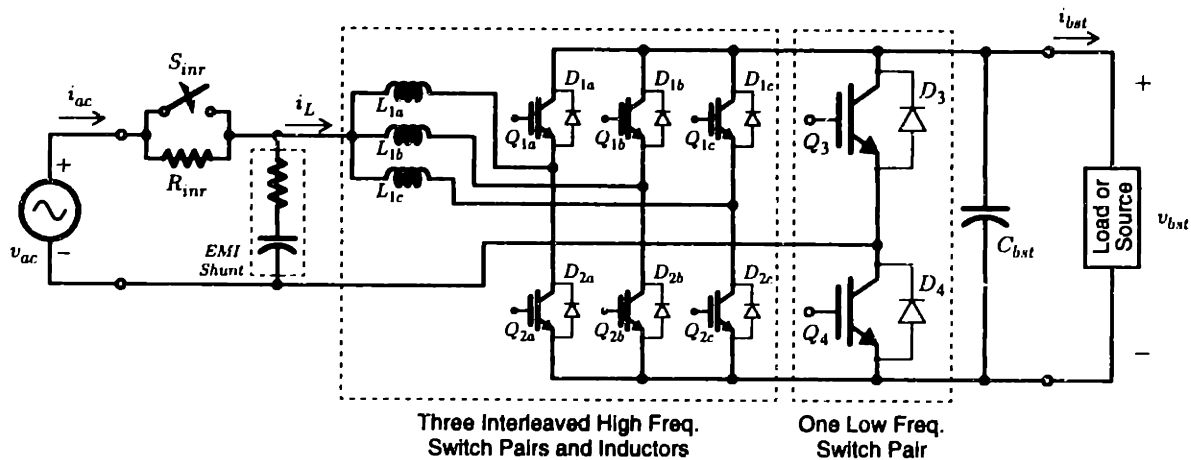 S_inr
i_ac
R_inr
+
v_ac
−
EMI
Shunt
i_L
L_1a
L_1b
L_1c
D_1a
D_1b
D_1c
Q_1a
Q_1b
Q_1c
D_2a
D_2b
D_2c
Q_2a
Q_2b
Q_2c
D_3
Q_3
D_4
Q_4
C_bst
i_bst
+
Load or
Source
v_bst
−
Three Interleaved High Freq.
Switch Pairs and Inductors
One Low Freq.
Switch Pair